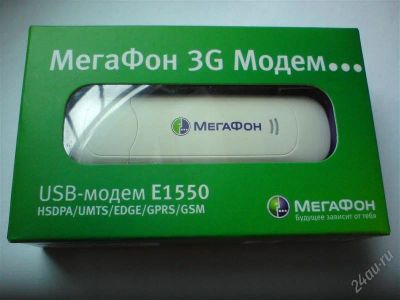 МегаФон 3G Модем...
МЕГАФОН
USB-модем E1550
HSDPA/UMTS/EDGE/GPRS/GSM
МЕГАФОН
Будущее зависит от тебя
24au.ru